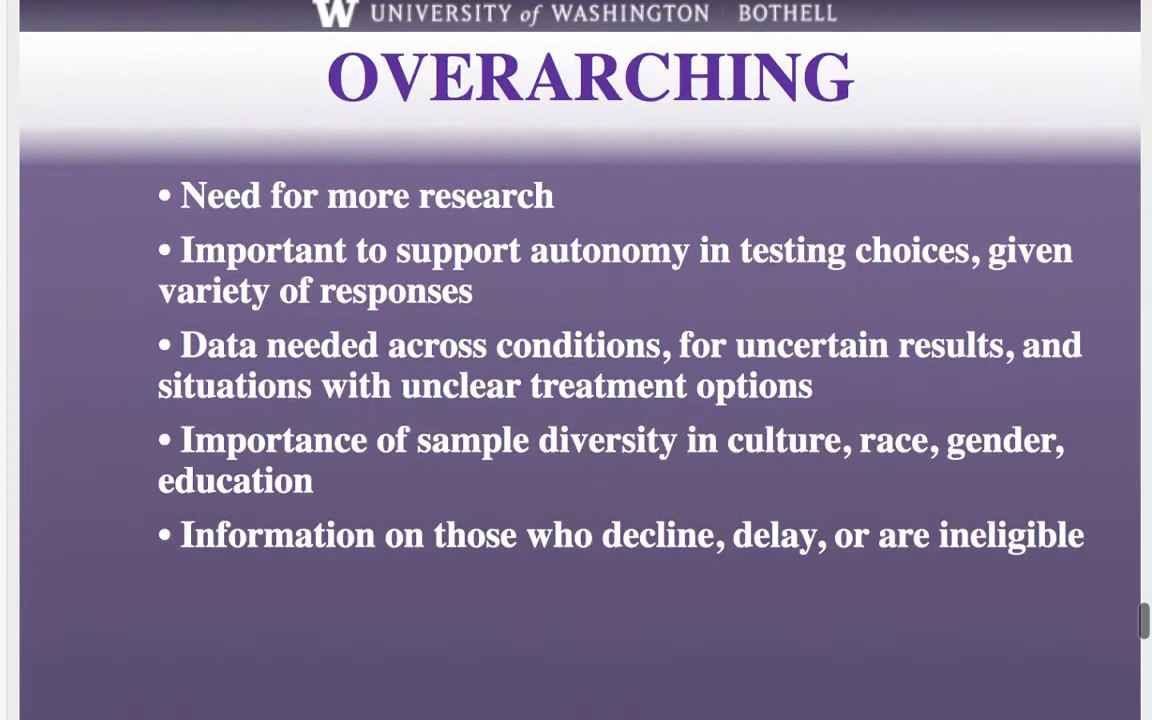 W UNIVERSITY of WASHINGTON BOTHELL
OVERARCHING
• Need for more research
• Important to support autonomy in testing choices, given
variety of responses
• Data needed across conditions, for uncertain results, and
situations with unclear treatment options
• Importance of sample diversity in culture, race, gender,
education
• Information on those who decline, delay, or are ineligible